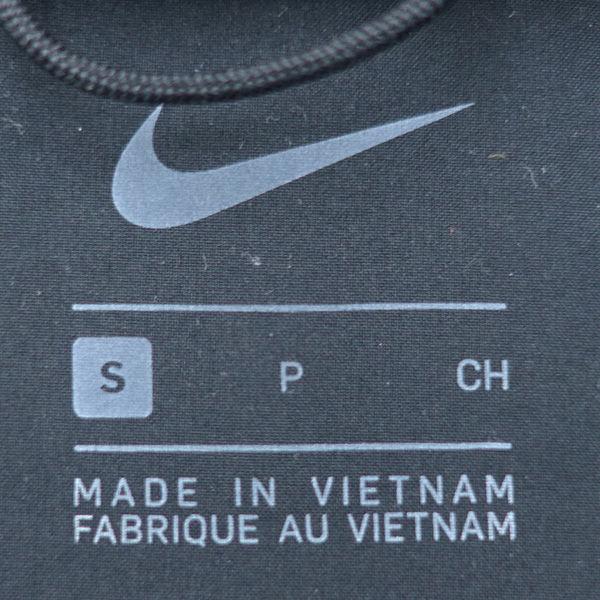 S P CH
MADE IN VIETNAM
FABRIQUE AU VIETNAM